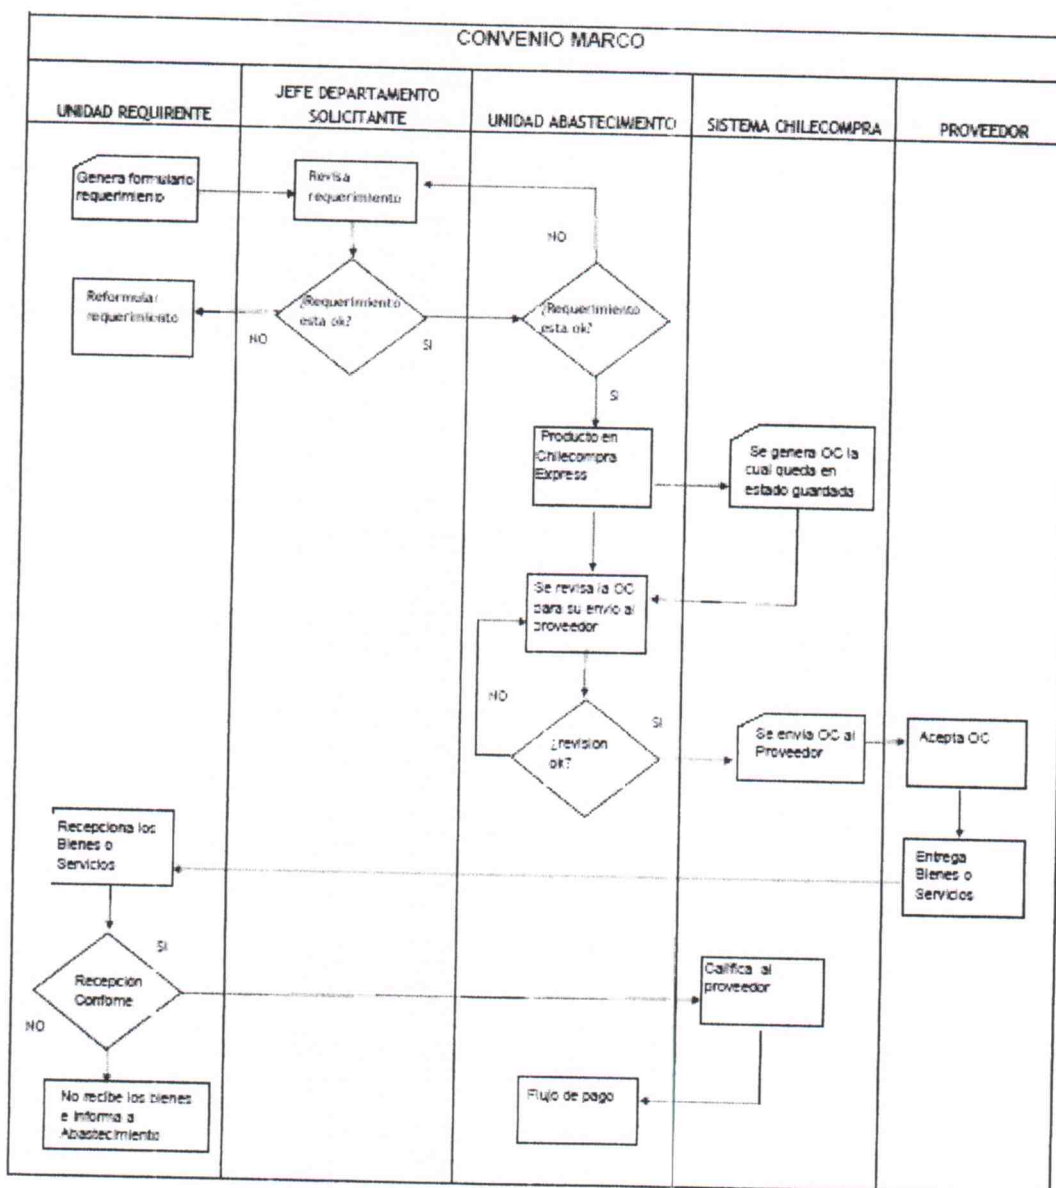 CONVENIO MARCO
UNIDAD REQUIRENTE
JEFE DEPARTAMENTO
SOLICITANTE
UNIDAD ABASTECIMIENTO
SISTEMA CHILECOMPRA
PROVEEDOR
Genera formulario
requerimiento
Revisa
requerimiento
NO
Reformular
requerimiento
¿Requerimiento
esta ok?
NO
SI
¿Requerimiento
esta ok?
SI
Producto en
Chilecompra
Express
Se genera OC la
cual queda en
estado guardada
Se revisa la OC
para su envío al
proveedor
NO
SI
¿revision
ok?
Se envía OC al
Proveedor
Acepta OC
Recepciona los
Bienes o
Servicios
Entrega
Bienes o
Servicios
SI
Recepción
Conforme
NO
Califica al
proveedor
No recibe los bienes
e informa a
Abastecimiento
Flujo de pago